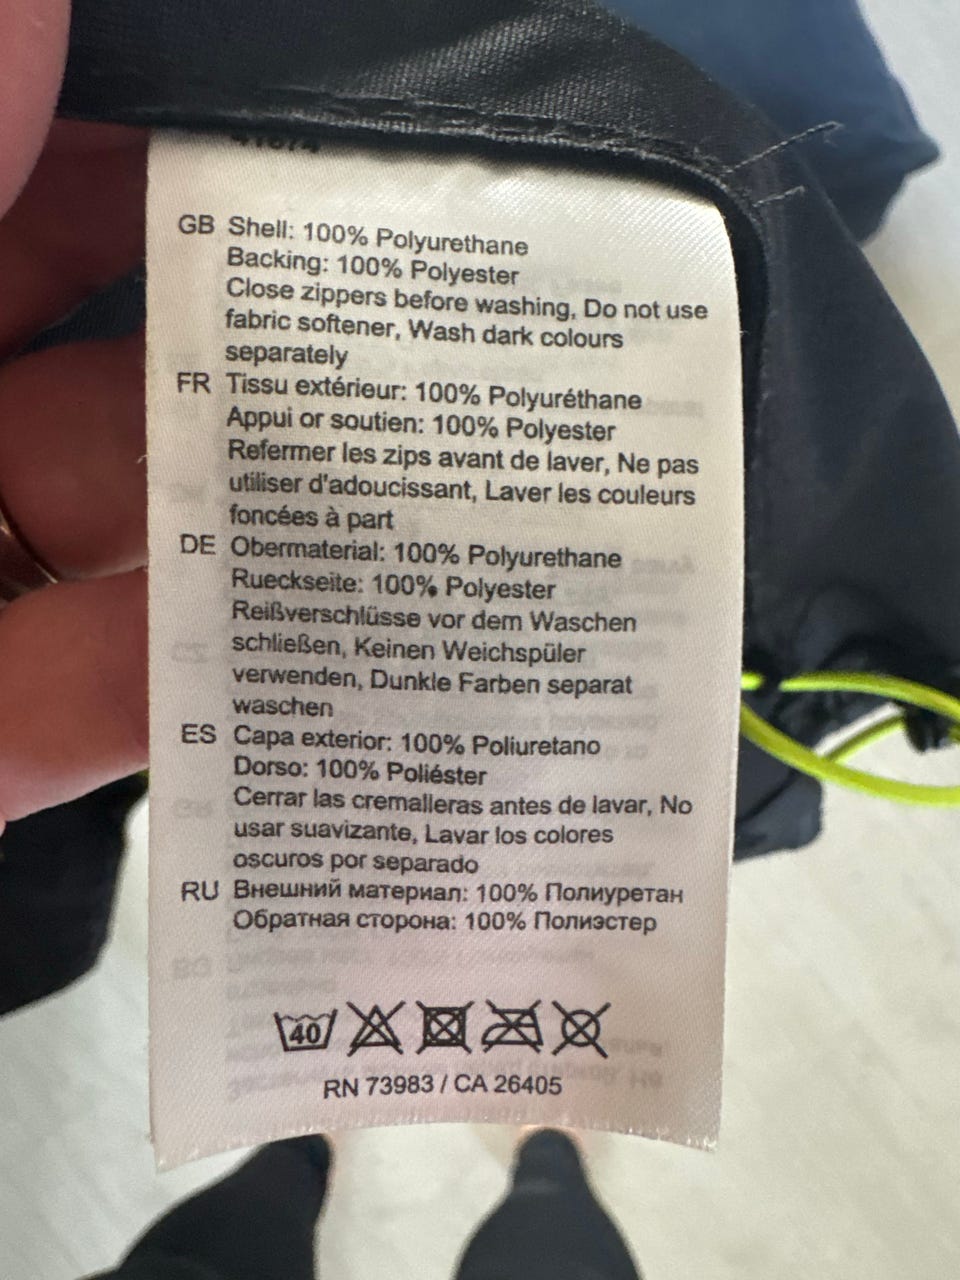 GB Shell: 100% Polyurethane
Backing: 100% Polyester
Close zippers before washing, Do not use
fabric softener, Wash dark colours
separately
FR Tissu extérieur: 100% Polyuréthane
Appui or soutien: 100% Polyester
Refermer les zips avant de laver, Ne pas
utiliser d'adoucissant, Laver les couleurs
foncées à part
DE Obermaterial: 100% Polyurethane
Rueckseite: 100% Polyester
Reißverschlüsse vor dem Waschen
schließen, Keinen Weichspüler
verwenden, Dunkle Farben separat
waschen
ES Capa exterior: 100% Poliuretano
Dorso: 100% Poliéster
Cerrar las cremalleras antes de lavar, No
usar suavizante, Lavar los colores
oscuros por separado
RU Внешний материал: 100% Полиуретан
Обратная сторона: 100% Полиэстер
40
RN 73983 / CA 26405